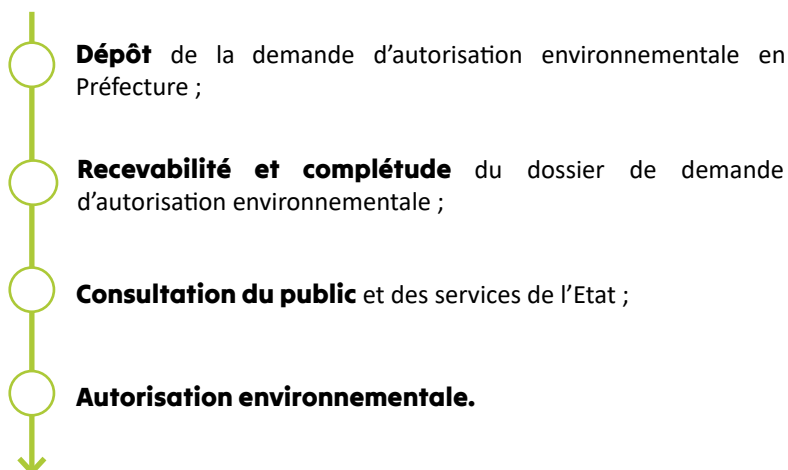 Dépôt de la demande d’autorisation environnementale en
Préfecture ;
Recevabilité et complétude du dossier de demande
d’autorisation environnementale ;
Consultation du public et des services de l’Etat ;
Autorisation environnementale.